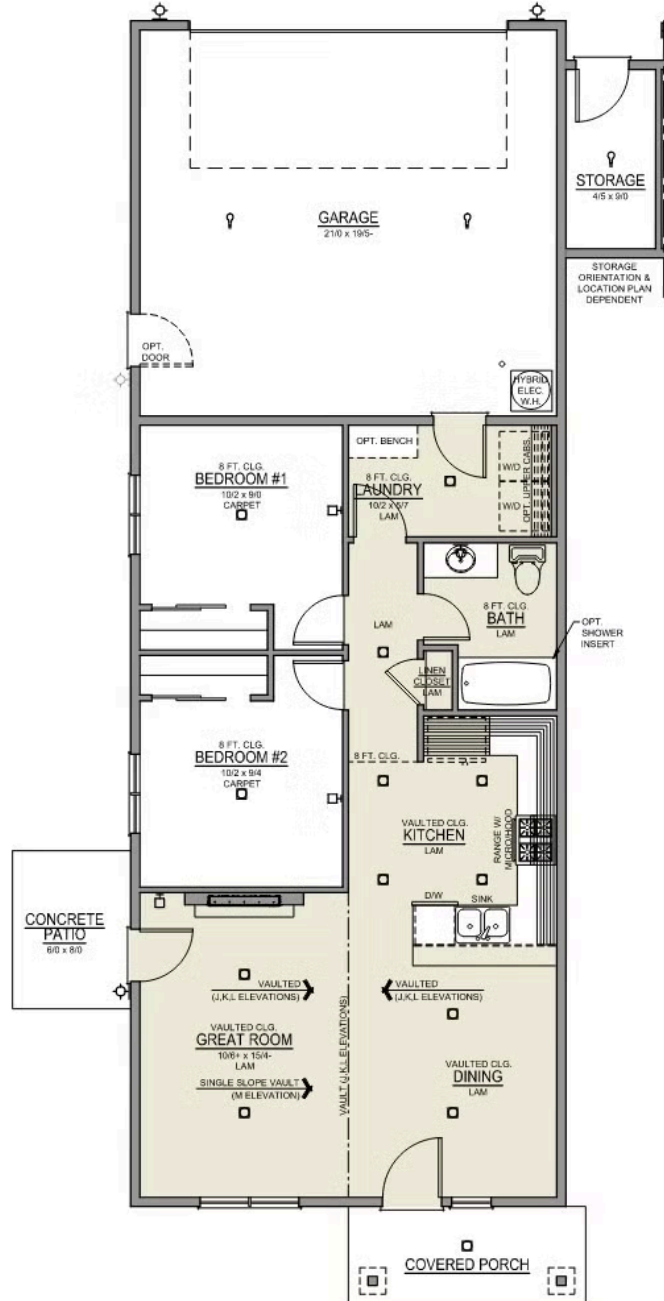 GARAGE
21/0 x 19/5-
STORAGE
4/5 x 9/0
STORAGE
ORIENTATION &
LOCATION PLAN
DEPENDENT
OPT.
DOOR
HYBRID
ELEC.
W.H.
8 FT. CLG.
BEDROOM #1
10/2 x 9/0
CARPET
OPT. BENCH
8 FT. CLG.
LAUNDRY
10/2 x 5/7
LAM
W/D
W/D
OPT. UPPER CABS.
8 FT. CLG.
BATH
LAM
OPT.
SHOWER
INSERT
LAM
LINEN
CLOSET
LAM
8 FT. CLG.
BEDROOM #2
10/2 x 9/4
CARPET
8 FT. CLG.
VAULTED CLG.
KITCHEN
LAM
RANGE W/
MICRO/HOOD
D/W
SINK
CONCRETE
PATIO
6/0 x 8/0
VAULTED
(J,K,L ELEVATIONS)
VAULTED
(J,K,L ELEVATIONS)
VAULTED CLG.
GREAT ROOM
10/6+ x 15/4-
LAM
SINGLE SLOPE VAULT
(M ELEVATION)
VAULT (J,K,L ELEVATIONS)
VAULTED CLG.
DINING
LAM
COVERED PORCH